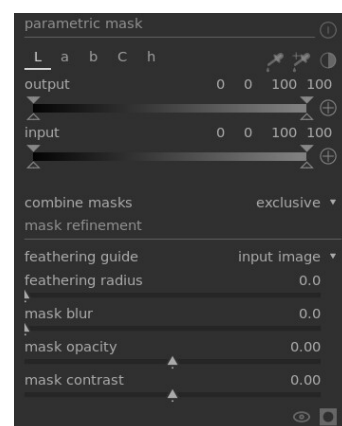 parametric mask
L a b C h
output 0 0 100 100
input 0 0 100 100
combine masks exclusive
mask refinement
feathering guide input image
feathering radius 0.0
mask blur 0.0
mask opacity 0.00
mask contrast 0.00